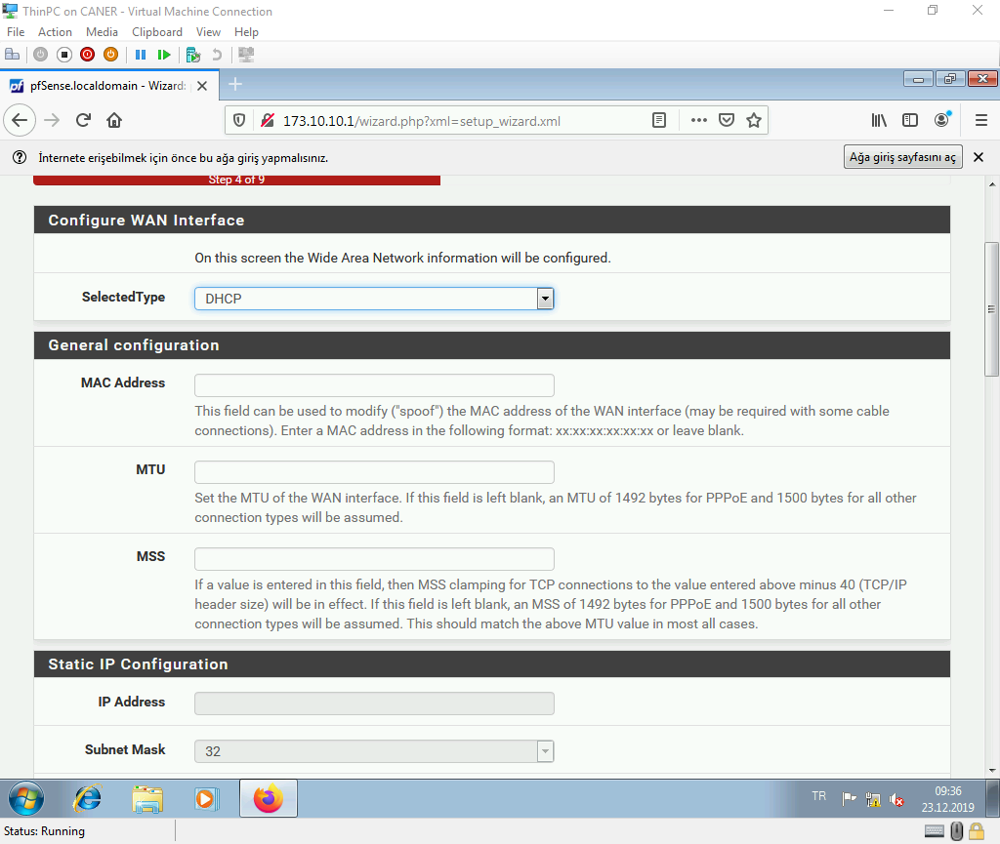 ThinPC on CANER - Virtual Machine Connection
File Action Media Clipboard View Help
pfSense.localdomain - Wizard:
173.10.10.1/wizard.php?xml=setup_wizard.xml
İnternete erişebilmek için önce bu ağa giriş yapmalısınız.
Ağa giriş sayfasını aç
Step 4 of 9
Configure WAN Interface
On this screen the Wide Area Network information will be configured.
SelectedType
DHCP
General configuration
MAC Address
This field can be used to modify ("spoof") the MAC address of the WAN interface (may be required with some cable
connections). Enter a MAC address in the following format: xx:xx:xx:xx:xx:xx or leave blank.
MTU
Set the MTU of the WAN interface. If this field is left blank, an MTU of 1492 bytes for PPPoE and 1500 bytes for all other
connection types will be assumed.
MSS
If a value is entered in this field, then MSS clamping for TCP connections to the value entered above minus 40 (TCP/IP
header size) will be in effect. If this field is left blank, an MSS of 1492 bytes for PPPoE and 1500 bytes for all other
connection types will be assumed. This should match the above MTU value in most all cases.
Static IP Configuration
IP Address
Subnet Mask
32
TR
09:36
23.12.2019
Status: Running